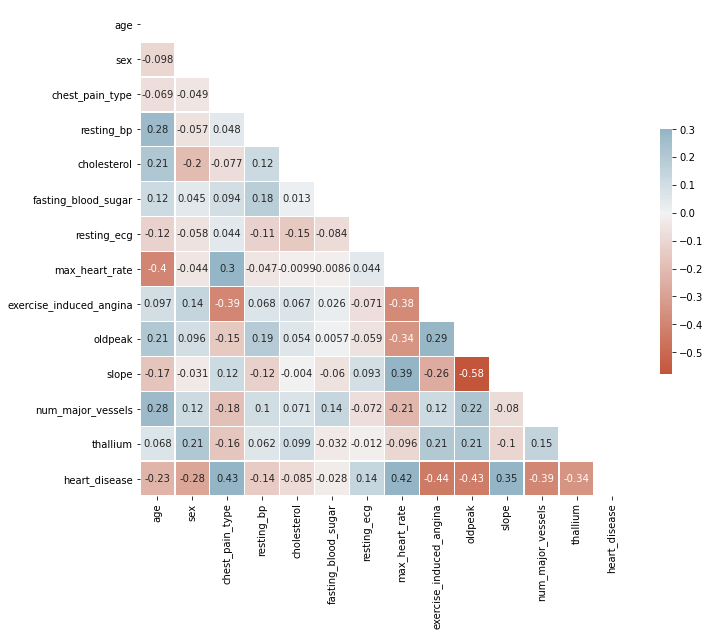 age
sex -0.098
chest_pain_type -0.069 -0.049
resting_bp 0.28 -0.057 0.048
cholesterol 0.21 -0.2 -0.077 0.12
fasting_blood_sugar 0.12 0.045 0.094 0.18 0.013
resting_ecg -0.12 -0.058 0.044 -0.11 -0.15 -0.084
max_heart_rate -0.4 -0.044 0.3 -0.047 -0.0099 -0.0086 0.044
exercise_induced_angina 0.097 0.14 -0.39 0.068 0.067 0.026 -0.071 -0.38
oldpeak 0.21 0.096 -0.15 0.19 0.054 0.0057 -0.059 -0.34 0.29
slope -0.17 -0.031 0.12 -0.12 -0.004 -0.06 0.093 0.39 -0.26 -0.58
num_major_vessels 0.28 0.12 -0.18 0.1 0.071 0.14 -0.072 -0.21 0.12 0.22 -0.08
thallium 0.068 0.21 -0.16 0.062 0.099 -0.032 -0.012 -0.096 0.21 0.21 -0.1 0.15
heart_disease -0.23 -0.28 0.43 -0.14 -0.085 -0.028 0.14 0.42 -0.44 -0.43 0.35 -0.39 -0.34
age
sex
chest_pain_type
resting_bp
cholesterol
fasting_blood_sugar
resting_ecg
max_heart_rate
exercise_induced_angina
oldpeak
slope
num_major_vessels
thallium
heart_disease
0.3
0.2
0.1
0.0
−0.1
−0.2
−0.3
−0.4
−0.5